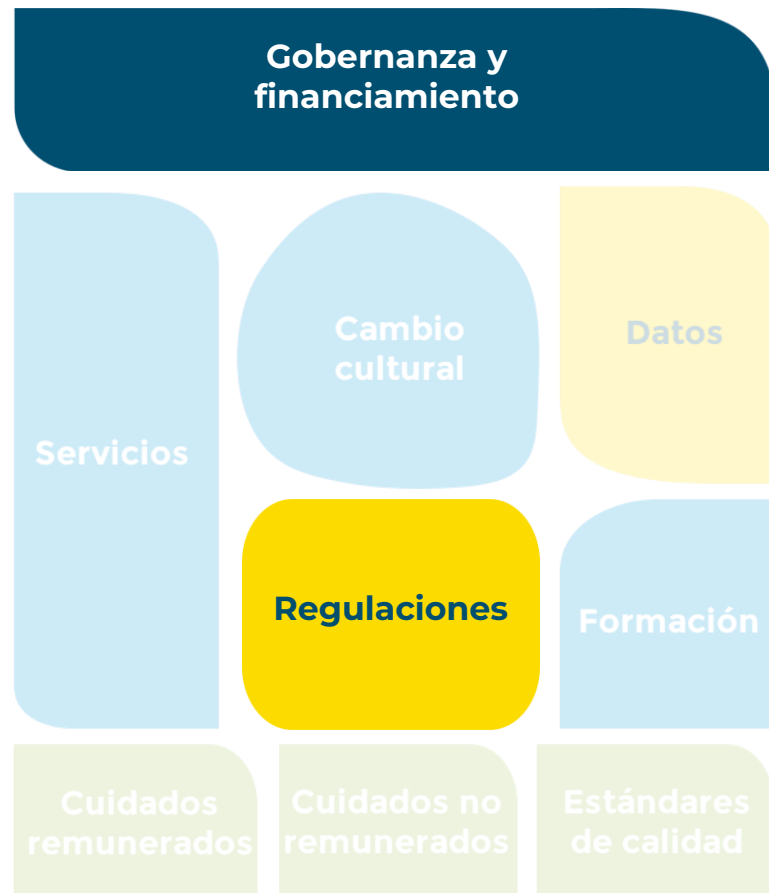 Gobernanza y
financiamiento
Cambio
cultural
Datos
Servicios
Regulaciones
Formación
Cuidados
remunerados
Cuidados no
remunerados
Estándares
de calidad